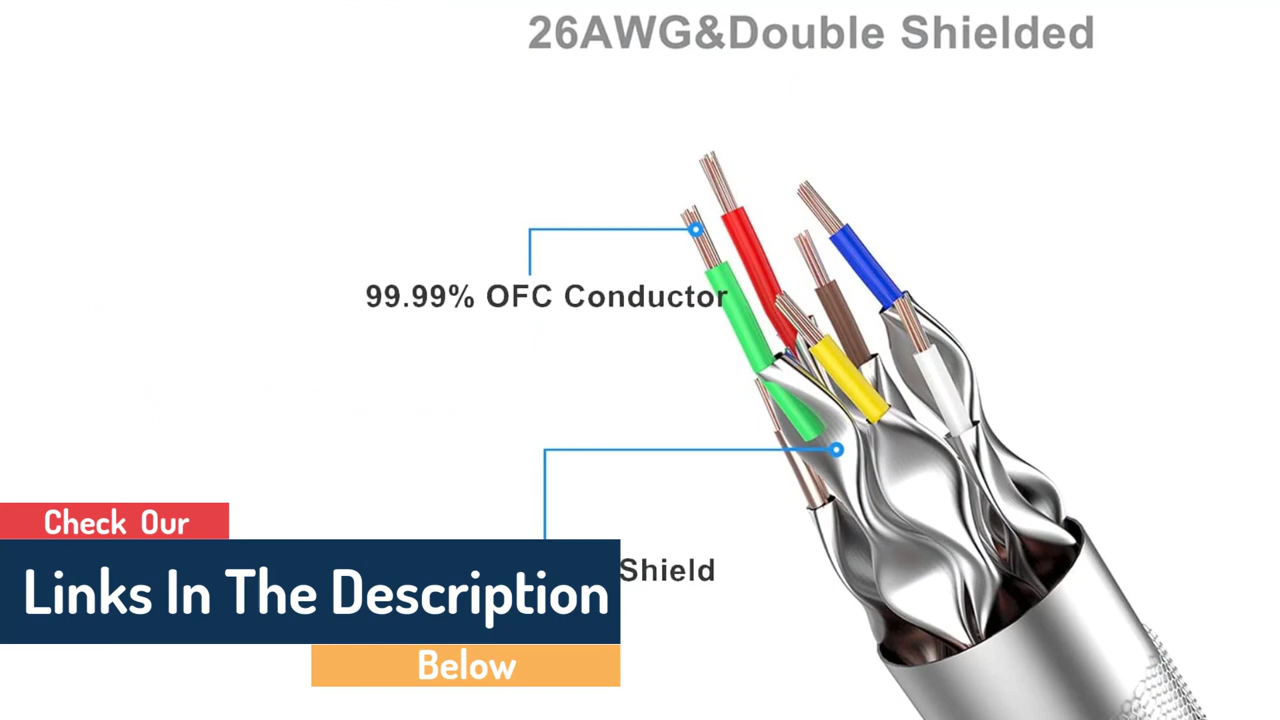 26AWG&Double Shielded
99.99% OFC Conductor
Shield
Check Our
Links In The Description
Below